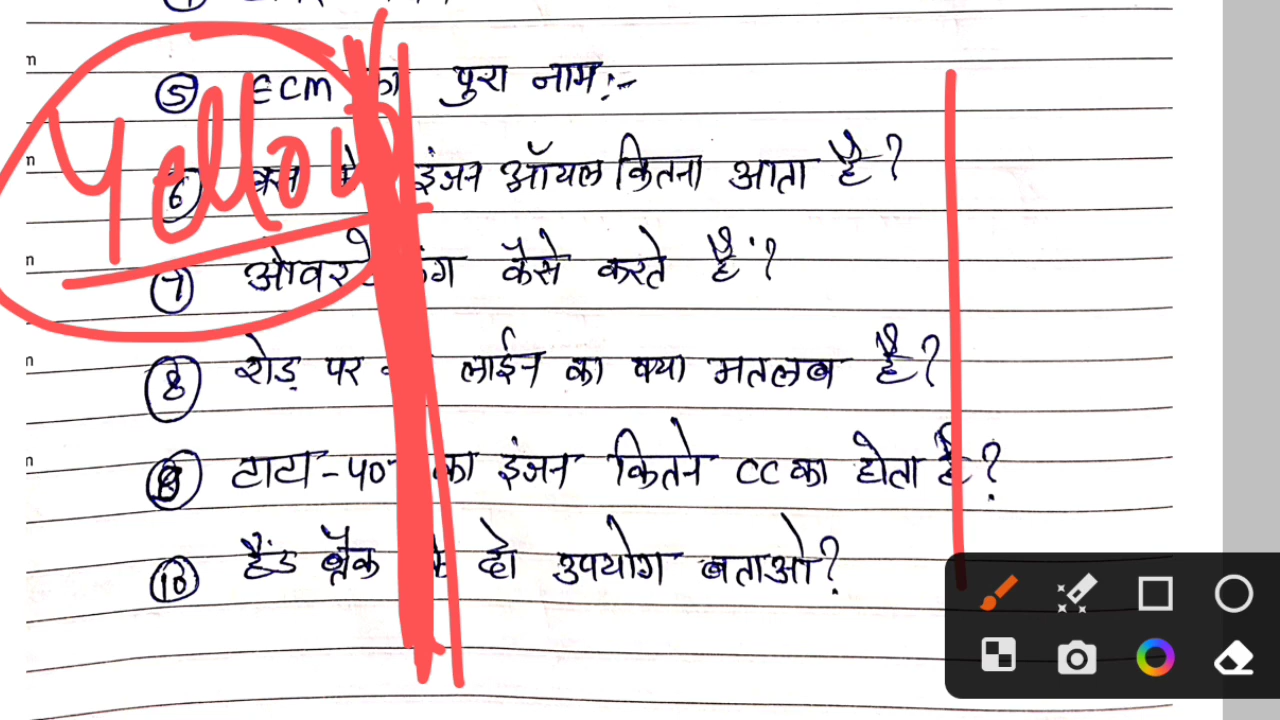 ⑤ ECM का पुरा नाम:-
Yellow
⑥ इंजन ऑयल कितना आता है?
⑦ कैसे करते हैं?
⑧ रोड़ पर लाईन का क्या मतलब है?
⑨ टाटा-407 का इंजन कितने CC का होता है?
⑩ हैंड ब्रैक के दो उपयोग बताओ?